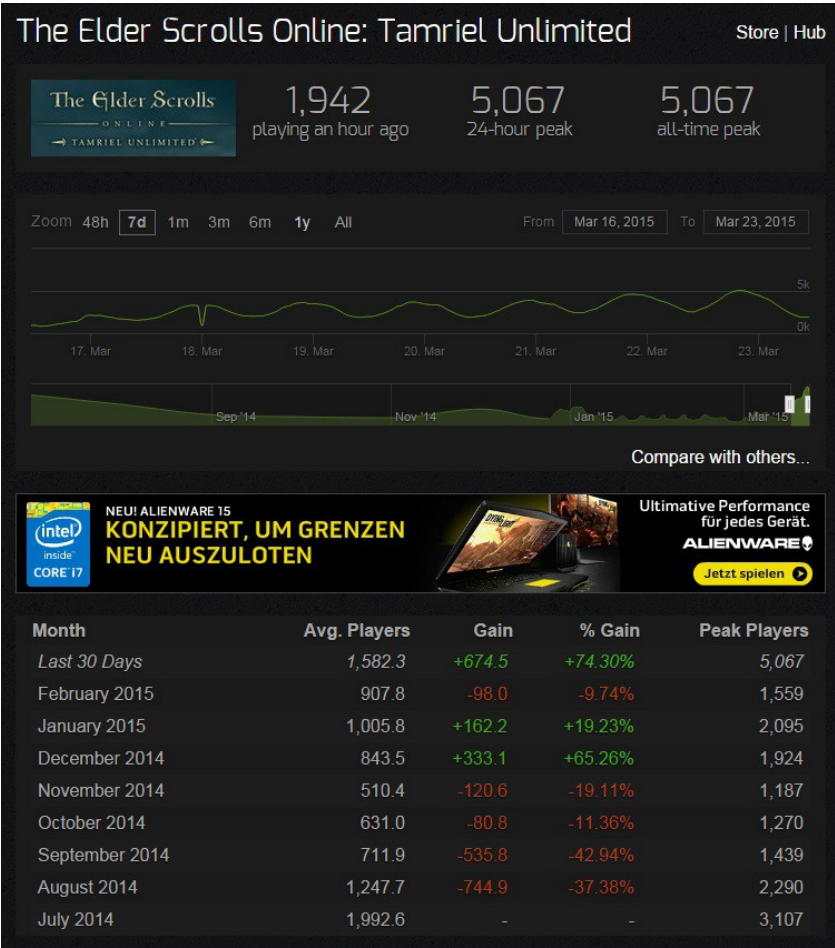 The Elder Scrolls Online: Tamriel Unlimited Store | Hub
The Elder Scrolls
ONLINE
TAMRIEL UNLIMITED
1,942 5,067 5,067
playing an hour ago 24-hour peak all-time peak
Zoom 48h 7d 1m 3m 6m 1y All From Mar 16, 2015 To Mar 23, 2015
5k
0k
17. Mar 18. Mar 19. Mar 20. Mar 21. Mar 22. Mar 23. Mar
Sep '14 Nov '14 Jan '15 Mar '15
Compare with others...
intel
inside
CORE i7
NEU! ALIENWARE 15
KONZIPIERT, UM GRENZEN
NEU AUSZULOTEN
DYING LIGHT
Ultimative Performance
für jedes Gerät.
ALIENWARE
Jetzt spielen
Month Avg. Players Gain % Gain Peak Players
Last 30 Days 1,582.3 +674.5 +74.30% 5,067
February 2015 907.8 -98.0 -9.74% 1,559
January 2015 1,005.8 +162.2 +19.23% 2,095
December 2014 843.5 +333.1 +65.26% 1,924
November 2014 510.4 -120.6 -19.11% 1,187
October 2014 631.0 -80.8 -11.36% 1,270
September 2014 711.9 -535.8 -42.94% 1,439
August 2014 1,247.7 -744.9 -37.38% 2,290
July 2014 1,992.6 - - 3,107